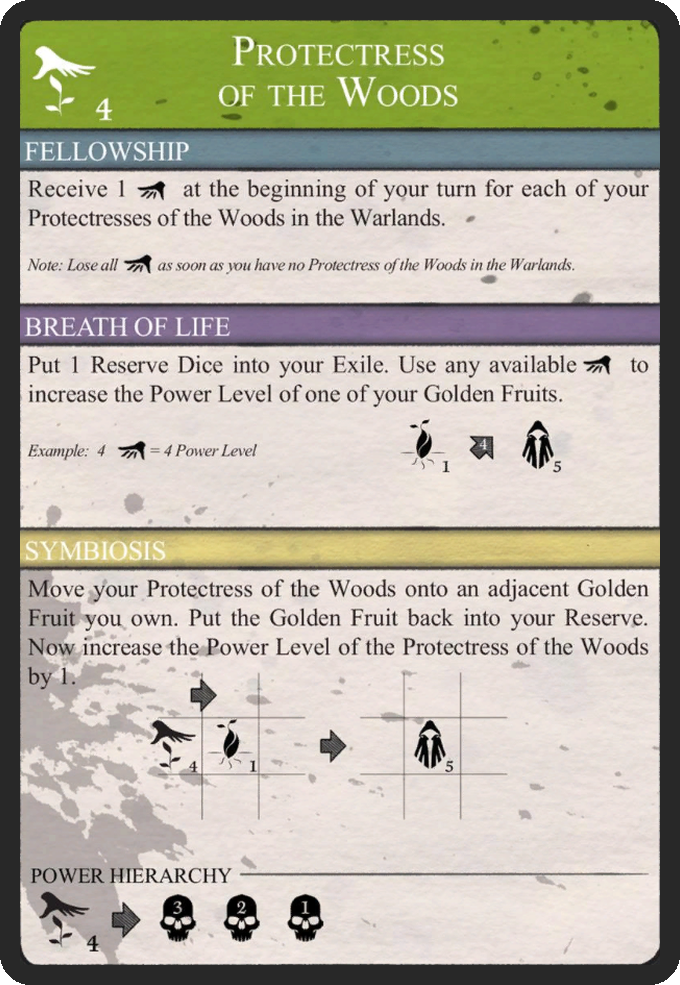 Protectress
of the Woods
4
FELLOWSHIP
Receive 1 at the beginning of your turn for each of your
Protectresses of the Woods in the Warlands.
Note: Lose all as soon as you have no Protectress of the Woods in the Warlands.
BREATH OF LIFE
Put 1 Reserve Dice into your Exile. Use any available to
increase the Power Level of one of your Golden Fruits.
Example: 4 = 4 Power Level
1 4 5
SYMBIOSIS
Move your Protectress of the Woods onto an adjacent Golden
Fruit you own. Put the Golden Fruit back into your Reserve.
Now increase the Power Level of the Protectress of the Woods
by 1.
4 1 5
POWER HIERARCHY
4 3 2 1